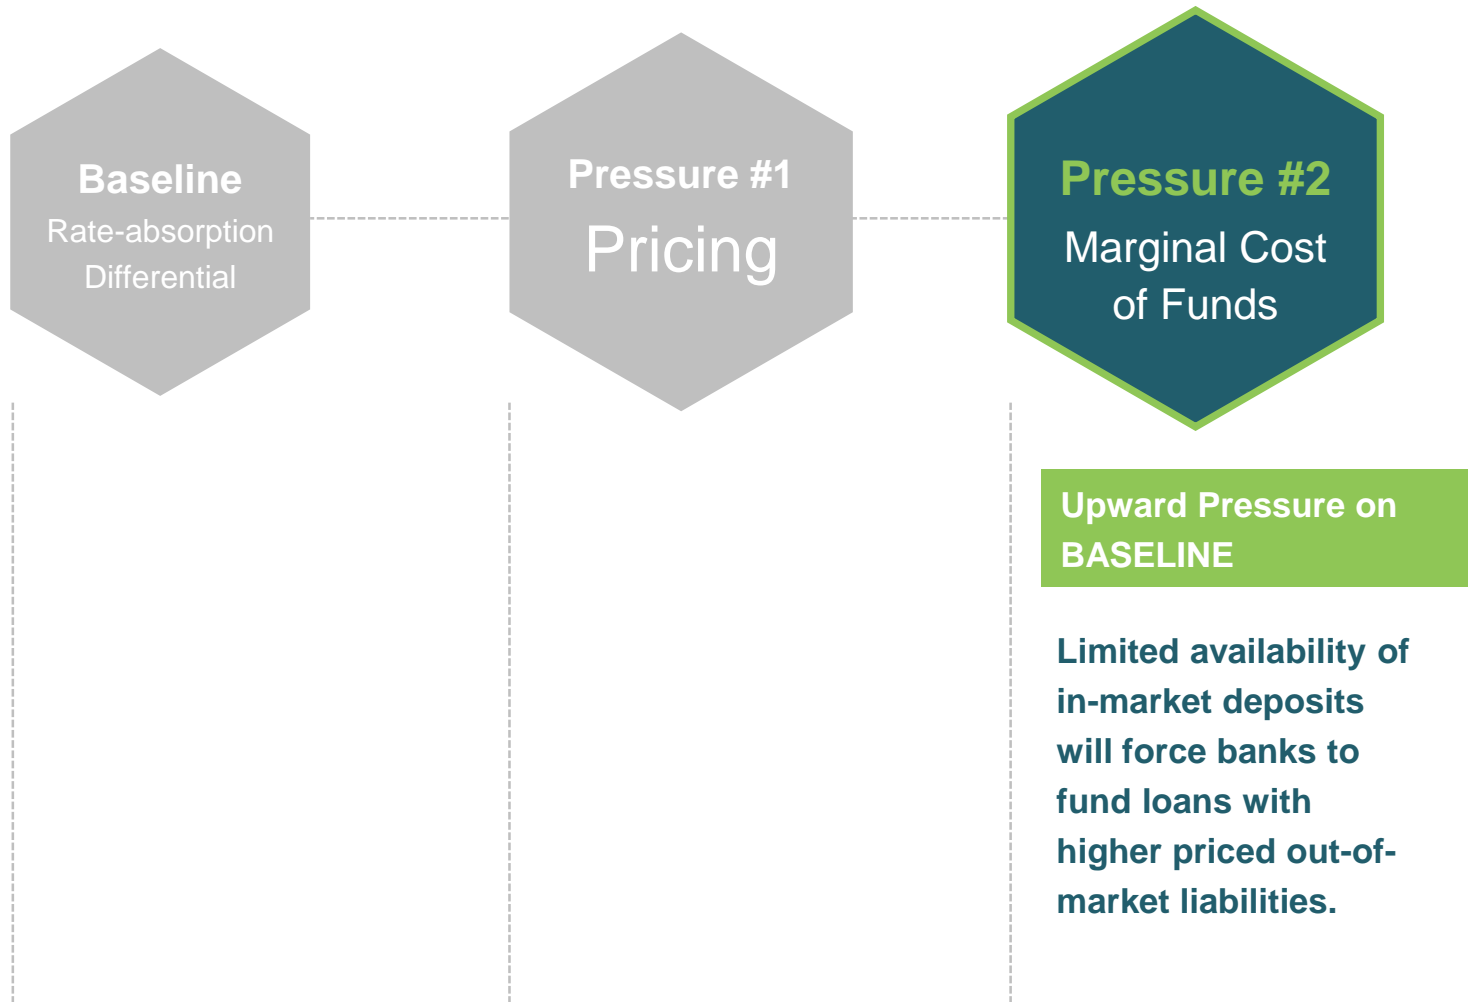 Baseline
Rate-absorption
Differential
Pressure #1
Pricing
Pressure #2
Marginal Cost
of Funds
Upward Pressure on
BASELINE
Limited availability of
in-market deposits
will force banks to
fund loans with
higher priced out-of-
market liabilities.